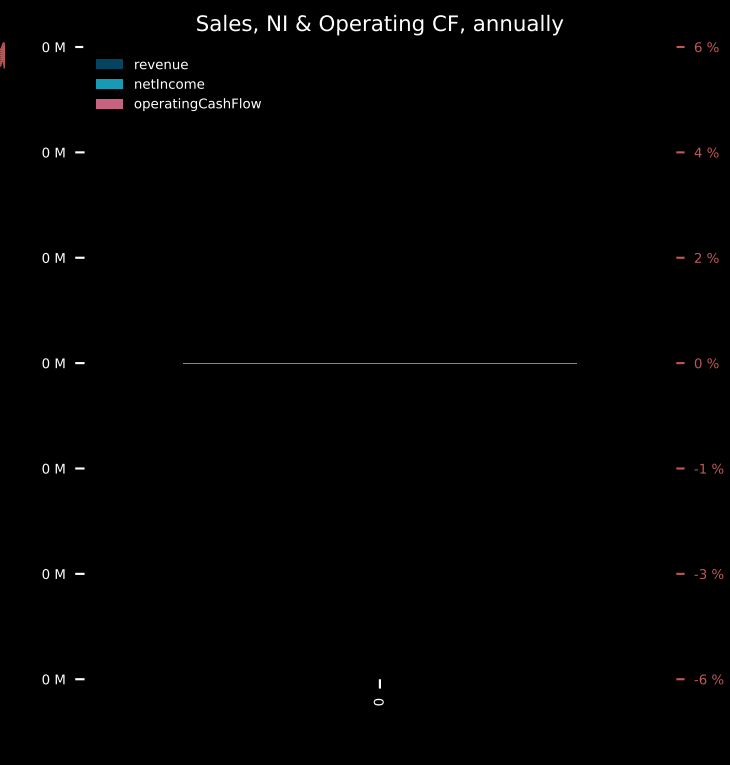 Sales, NI & Operating CF, annually
0 M
6 %
revenue
netIncome
operatingCashFlow
0 M
4 %
0 M
2 %
0 M
0 %
0 M
-1 %
0 M
-3 %
0 M
-6 %
0